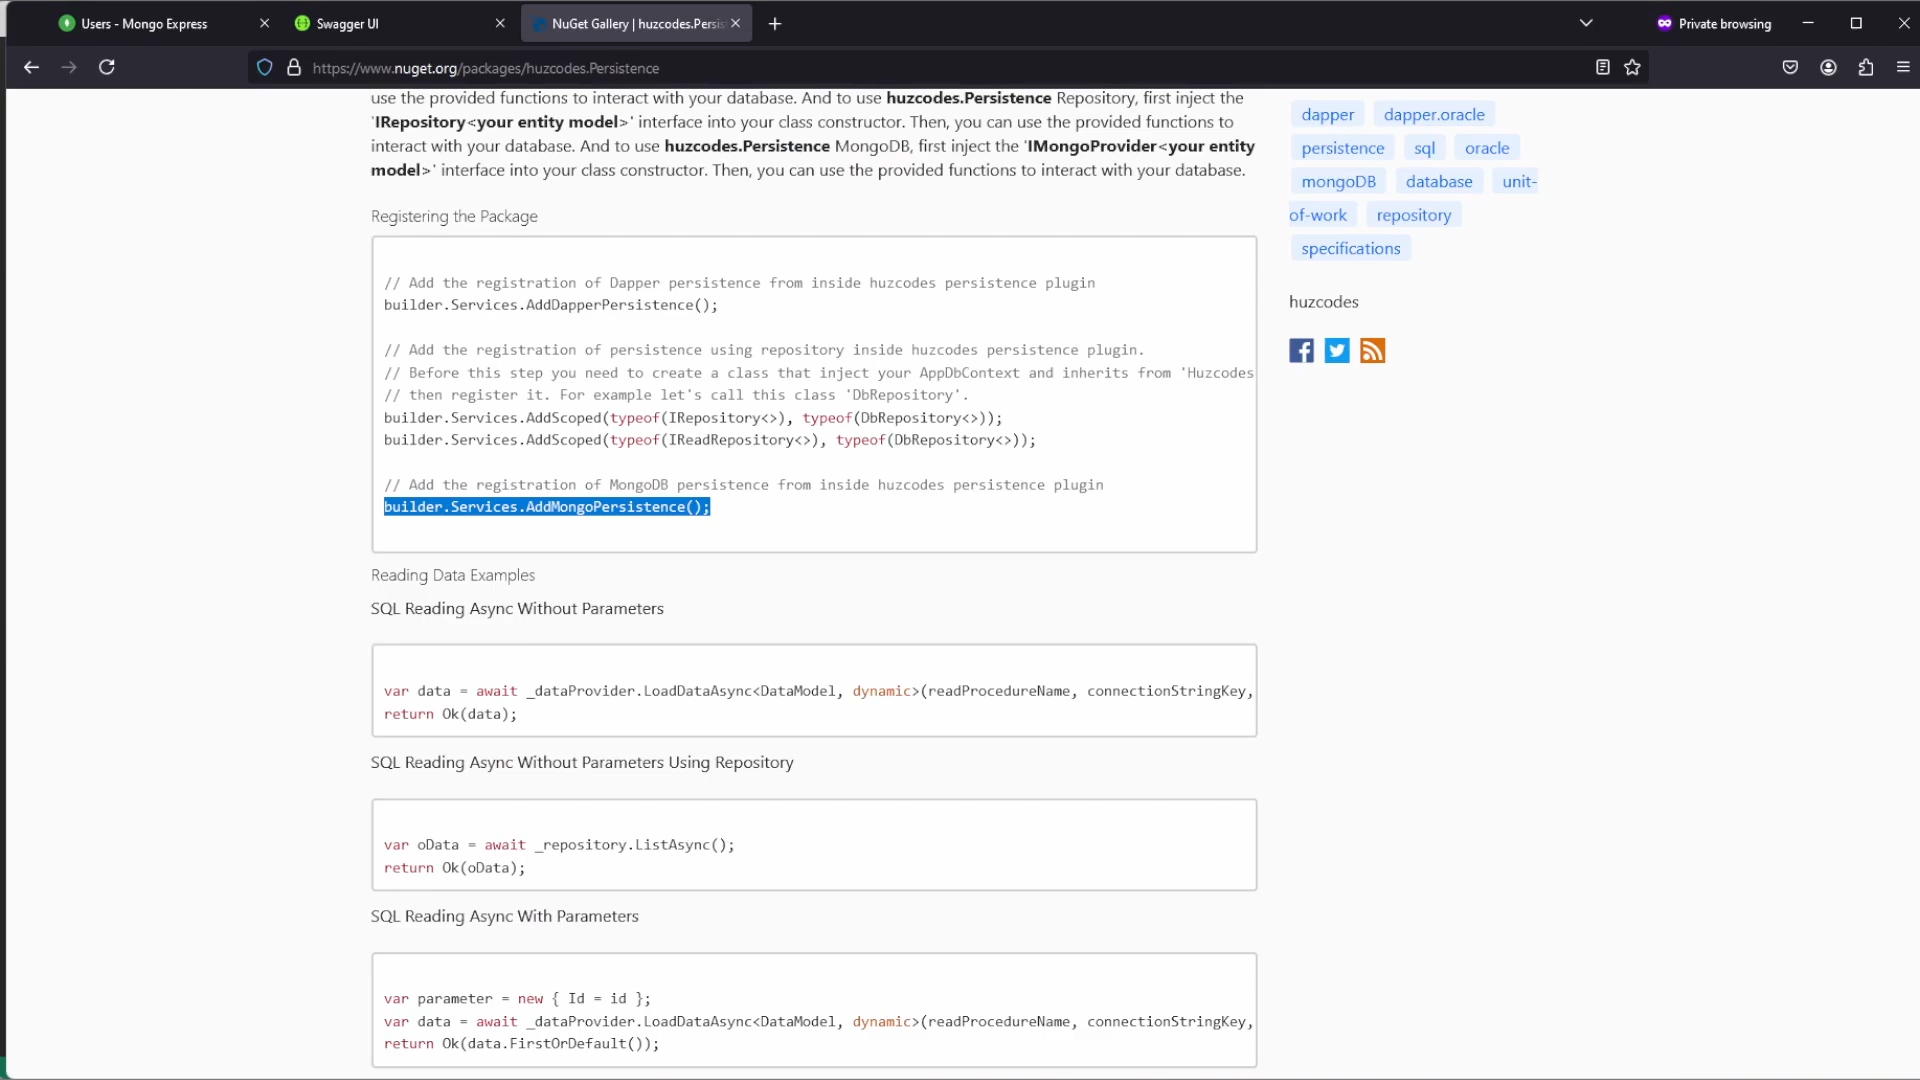 Users - Mongo Express
Swagger UI
NuGet Gallery | huzcodes.Persis
Private browsing
https://www.nuget.org/packages/huzcodes.Persistence
use the provided functions to interact with your database. And to use huzcodes.Persistence Repository, first inject the
'IRepository<your entity model>' interface into your class constructor. Then, you can use the provided functions to
interact with your database. And to use huzcodes.Persistence MongoDB, first inject the 'IMongoProvider<your entity
model>' interface into your class constructor. Then, you can use the provided functions to interact with your database.
Registering the Package
// Add the registration of Dapper persistence from inside huzcodes persistence plugin
builder.Services.AddDapperPersistence();
// Add the registration of persistence using repository inside huzcodes persistence plugin.
// Before this step you need to create a class that inject your AppDbContext and inherits from 'Huzcodes
// then register it. For example let's call this class 'DbRepository'.
builder.Services.AddScoped(typeof(IRepository<>), typeof(DbRepository<>));
builder.Services.AddScoped(typeof(IReadRepository<>), typeof(DbRepository<>));
// Add the registration of MongoDB persistence from inside huzcodes persistence plugin
builder.Services.AddMongoPersistence();
Reading Data Examples
SQL Reading Async Without Parameters
var data = await _dataProvider.LoadDataAsync<DataModel, dynamic>(readProcedureName, connectionStringKey,
return Ok(data);
SQL Reading Async Without Parameters Using Repository
var oData = await _repository.ListAsync();
return Ok(oData);
SQL Reading Async With Parameters
var parameter = new { Id = id };
var data = await _dataProvider.LoadDataAsync<DataModel, dynamic>(readProcedureName, connectionStringKey,
return Ok(data.FirstOrDefault());
dapper dapper.oracle
persistence sql oracle
mongoDB database unit-
of-work repository
specifications
huzcodes